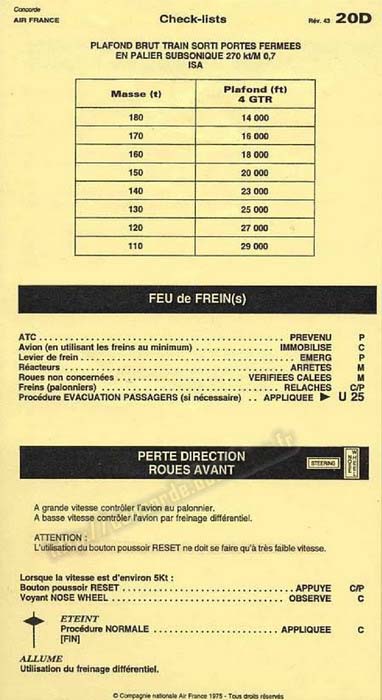 Concorde
AIR FRANCE
Check-lists
Rév. 43 20D
PLAFOND BRUT TRAIN SORTI PORTES FERMEES
EN PALIER SUBSONIQUE 270 kt/M 0,7
ISA
Masse (t) Plafond (ft)
4 GTR
180 14 000
170 16 000
160 18 000
150 20 000
140 23 000
130 25 000
120 27 000
110 29 000
FEU de FREIN(s)
ATC PREVENU P
Avion (en utilisant les freins au minimum) IMMOBILISE C
Levier de frein EMERG P
Réacteurs ARRETES M
Roues non concernées VERIFIEES CALEES M
Freins (palonniers) RELACHES C/P
Procédure EVACUATION PASSAGERS (si nécessaire) .. APPLIQUEE ► U 25
PERTE DIRECTION
ROUES AVANT
STEERING NOSE WHEEL
A grande vitesse contrôler l'avion au palonnier.
A basse vitesse contrôler l'avion par freinage différentiel.
ATTENTION :
L'utilisation du bouton poussoir RESET ne doit se faire qu'à très faible vitesse.
Lorsque la vitesse est d'environ 5Kt :
Bouton poussoir RESET APPUYE C/P
Voyant NOSE WHEEL OBSERVE C
ETEINT
Procédure NORMALE APPLIQUEE C
[FIN]
ALLUME
Utilisation du freinage différentiel.
© Compagnie nationale Air France 1975 - Tous droits réservés